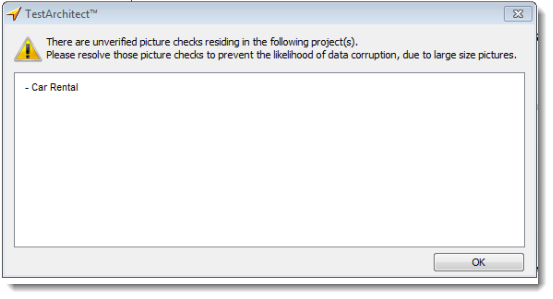 TestArchitect™
There are unverified picture checks residing in the following project(s).
Please resolve those picture checks to prevent the likelihood of data corruption, due to large size pictures.
- Car Rental
OK